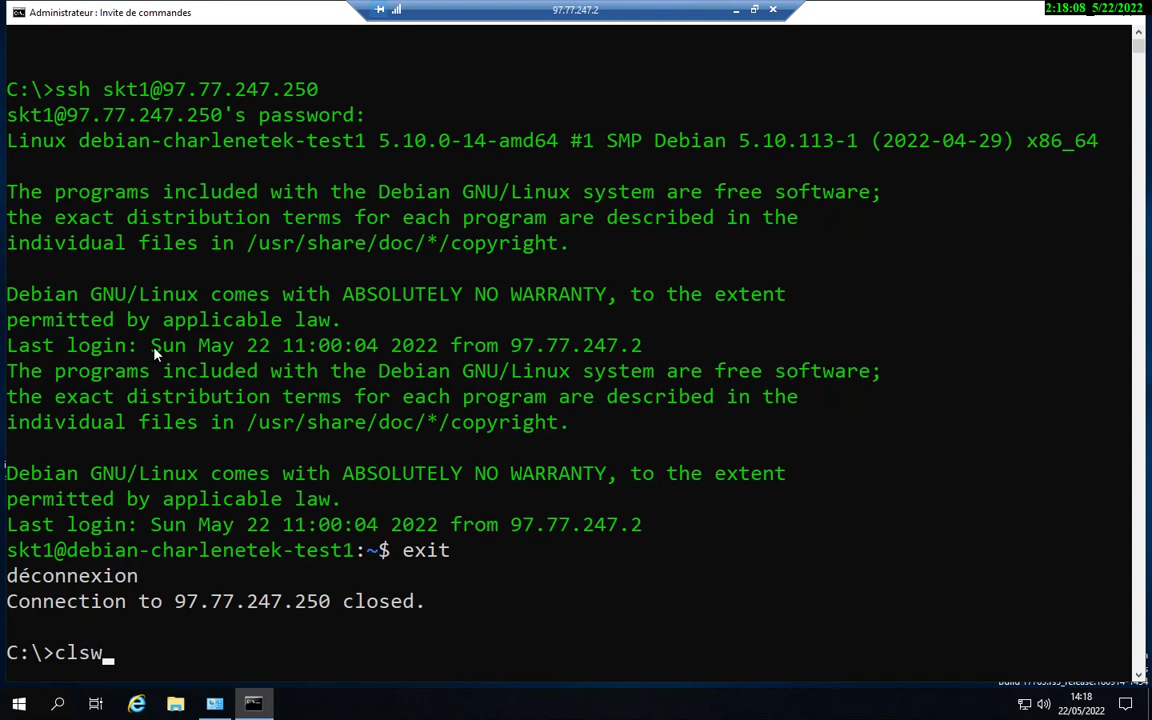 Administrateur : Invite de commandes
97.77.247.2
2:18:08 5/22/2022
C:\>ssh skt1@97.77.247.250
skt1@97.77.247.250's password:
Linux debian-charlenetek-test1 5.10.0-14-amd64 #1 SMP Debian 5.10.113-1 (2022-04-29) x86_64
The programs included with the Debian GNU/Linux system are free software;
the exact distribution terms for each program are described in the
individual files in /usr/share/doc/*/copyright.
Debian GNU/Linux comes with ABSOLUTELY NO WARRANTY, to the extent
permitted by applicable law.
Last login: Sun May 22 11:00:04 2022 from 97.77.247.2
The programs included with the Debian GNU/Linux system are free software;
the exact distribution terms for each program are described in the
individual files in /usr/share/doc/*/copyright.
Debian GNU/Linux comes with ABSOLUTELY NO WARRANTY, to the extent
permitted by applicable law.
Last login: Sun May 22 11:00:04 2022 from 97.77.247.2
skt1@debian-charlenetek-test1:~$ exit
déconnexion
Connection to 97.77.247.250 closed.
C:\>clsw_
14:18
22/05/2022